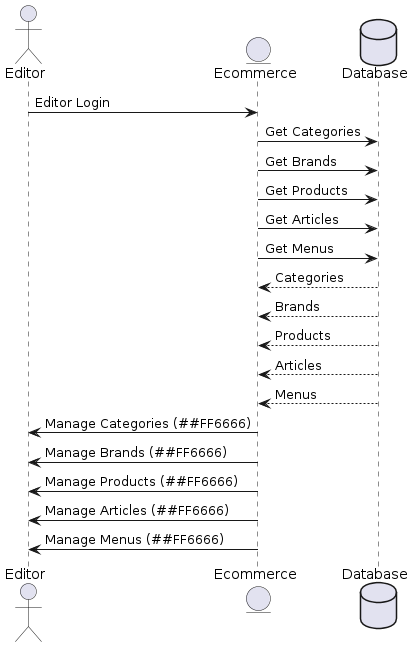 Editor
Ecommerce
Database
Editor Login
Get Categories
Get Brands
Get Products
Get Articles
Get Menus
Categories
Brands
Products
Articles
Menus
Manage Categories (##FF6666)
Manage Brands (##FF6666)
Manage Products (##FF6666)
Manage Articles (##FF6666)
Manage Menus (##FF6666)
Editor
Ecommerce
Database